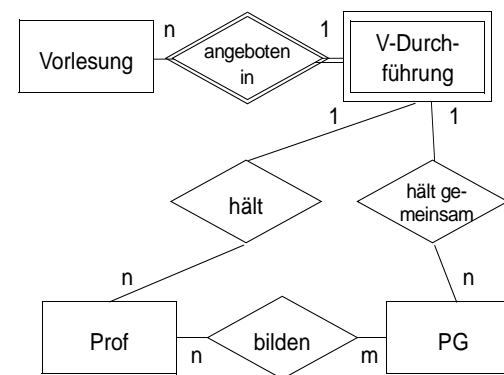 n
1
Vorlesung
angeboten
in
V-Durch-
führung
1
1
hält
hält ge-
meinsam
n
n
Prof
n
bilden
m
PG